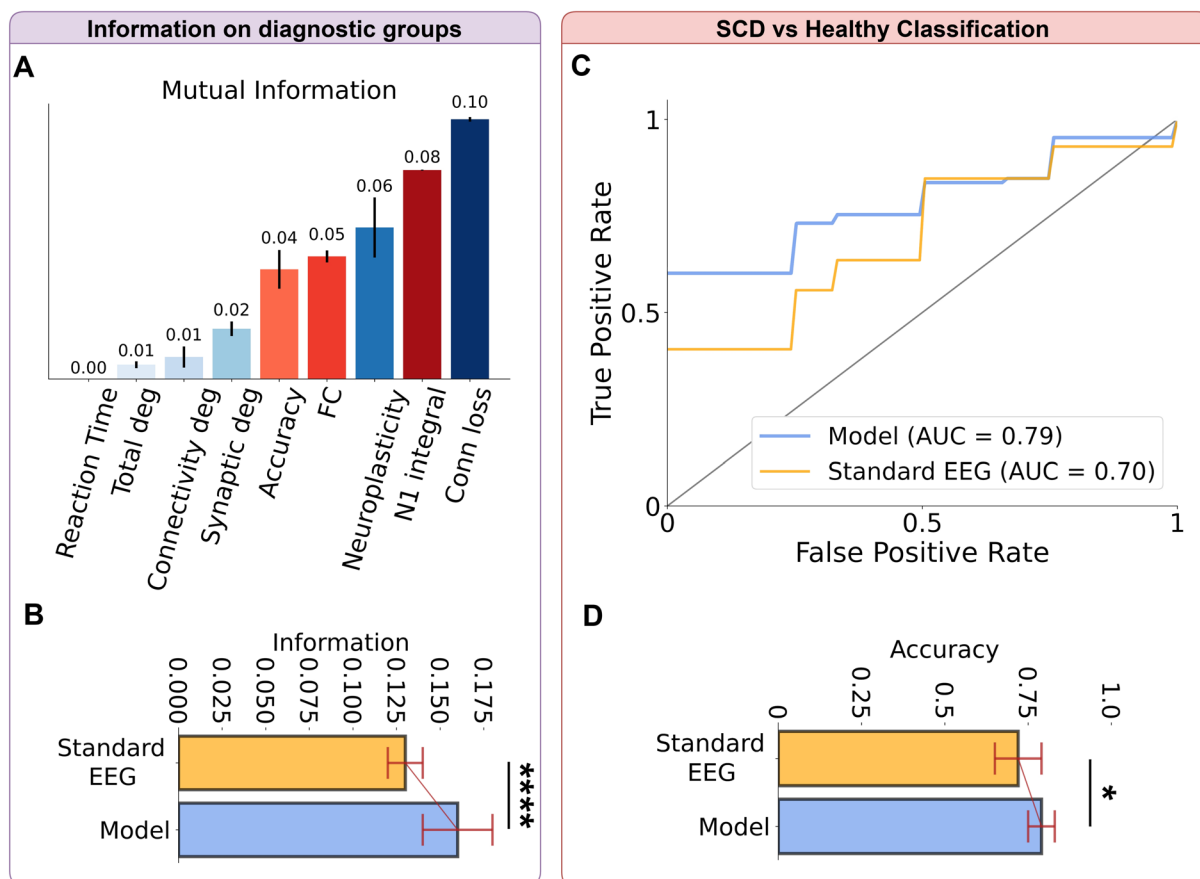 Information on diagnostic groups
A
Mutual Information
0.00
0.01
0.01
0.02
0.04
0.05
0.06
0.08
0.10
Reaction Time
Total deg
Connectivity deg
Synaptic deg
Accuracy
FC
Neuroplasticity
N1 integral
Conn loss
B
Information
0.000
0.025
0.050
0.075
0.100
0.125
0.150
0.175
Standard
EEG
Model
****
SCD vs Healthy Classification
C
True Positive Rate
1
0.5
0
Model (AUC = 0.79)
Standard EEG (AUC = 0.70)
0
0.5
1
False Positive Rate
D
Accuracy
0
0.25
0.5
0.75
1.0
Standard
EEG
Model
*